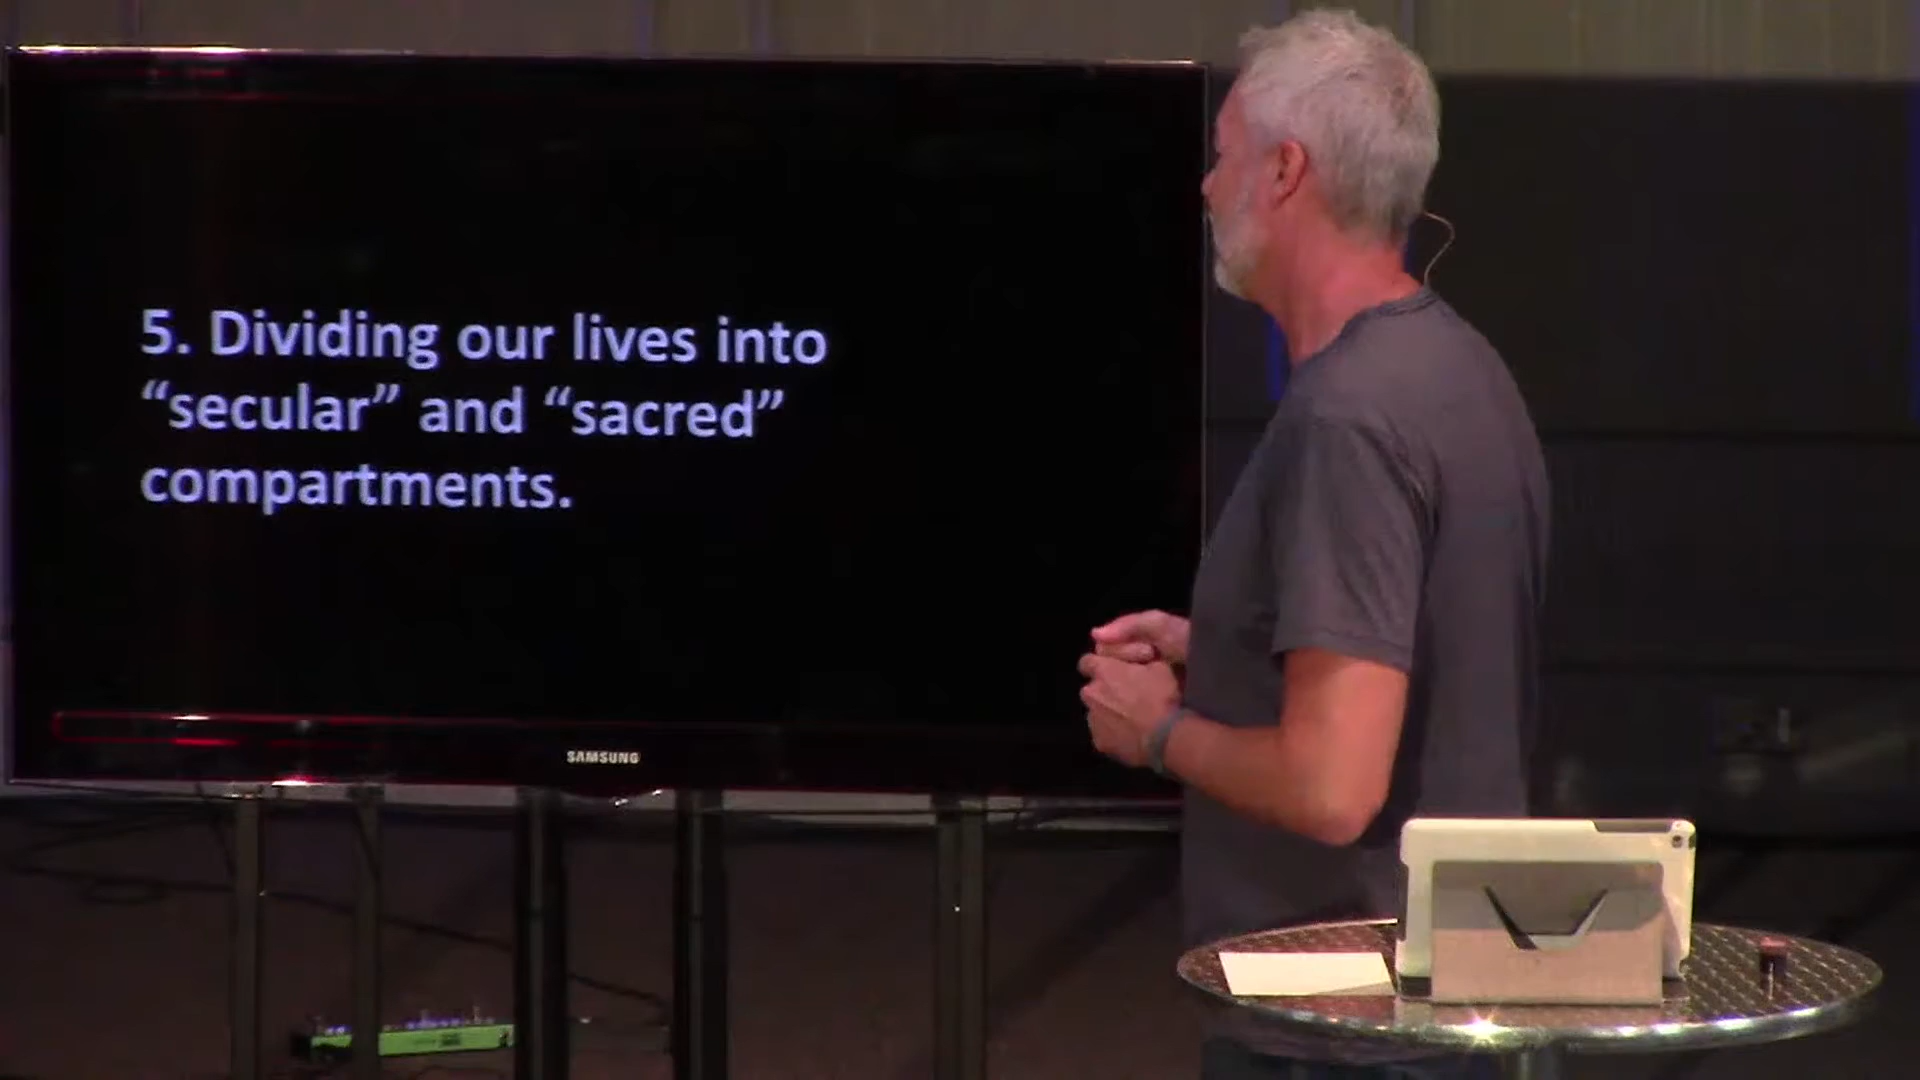 5. Dividing our lives into
“secular” and “sacred”
compartments.
SAMSUNG